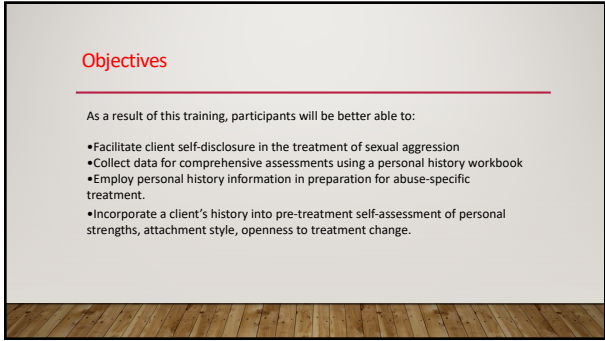 Objectives
As a result of this training, participants will be better able to:
•Facilitate client self-disclosure in the treatment of sexual aggression
•Collect data for comprehensive assessments using a personal history workbook
•Employ personal history information in preparation for abuse-specific
treatment.
•Incorporate a client’s history into pre-treatment self-assessment of personal
strengths, attachment style, openness to treatment change.